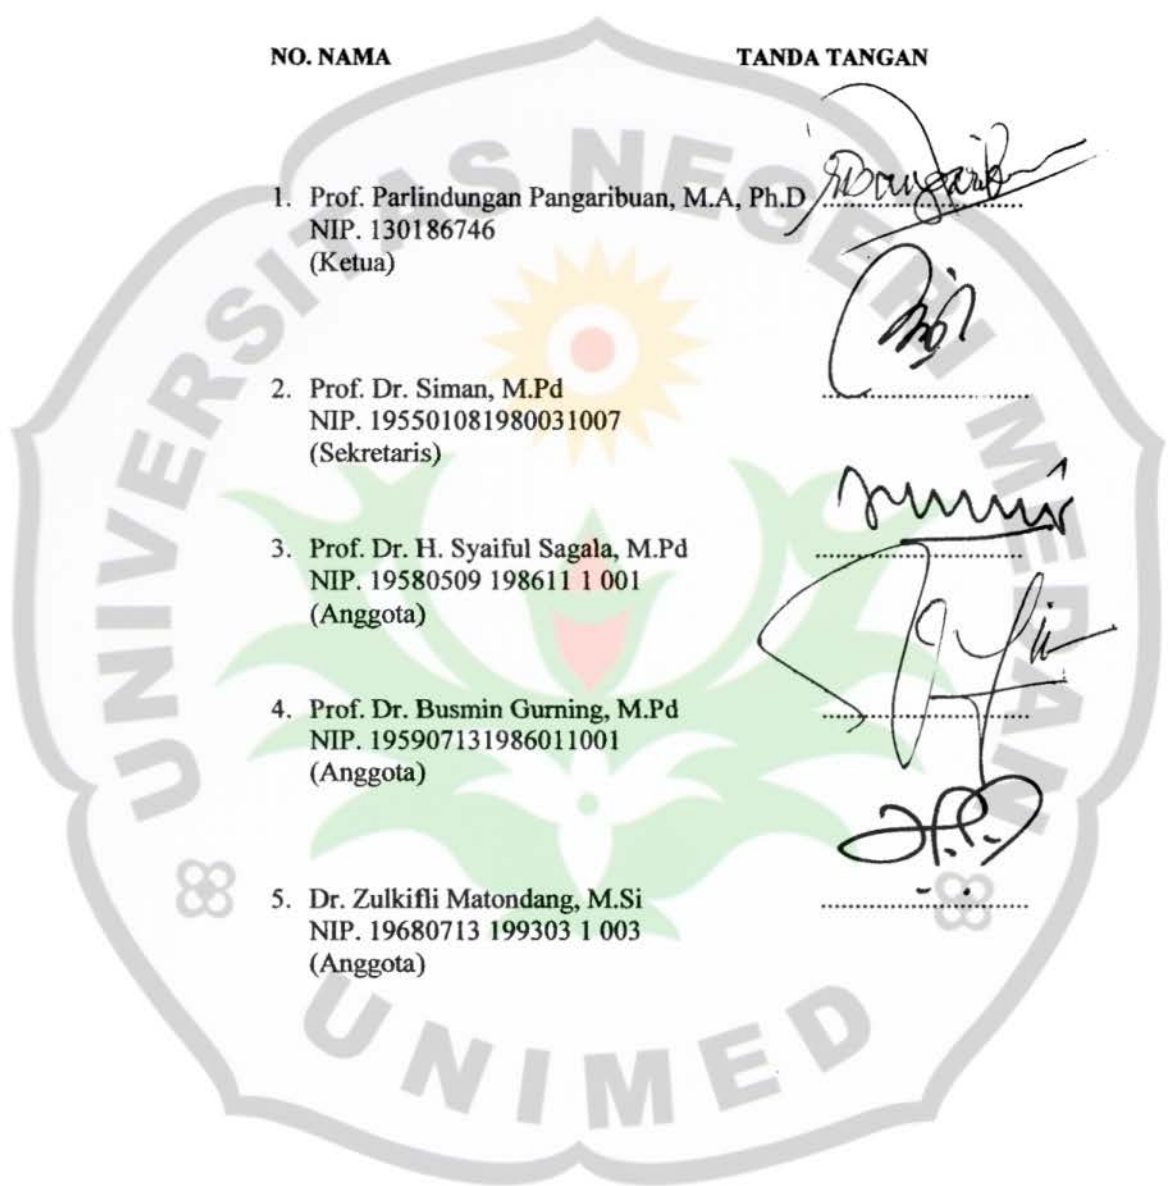 NO. NAMA TANDA TANGAN
1. Prof. Parlindungan Pangaribuan, M.A, Ph.D ........................
NIP. 130186746
(Ketua)
2. Prof. Dr. Siman, M.Pd ........................
NIP. 195501081980031007
(Sekretaris)
3. Prof. Dr. H. Syaiful Sagala, M.Pd ........................
NIP. 19580509 198611 1 001
(Anggota)
4. Prof. Dr. Busmin Gurning, M.Pd ........................
NIP. 195907131986011001
(Anggota)
5. Dr. Zulkifli Matondang, M.Si ........................
NIP. 19680713 199303 1 003
(Anggota)
UNIVERSITAS NEGERI MEDAN
UNIMED